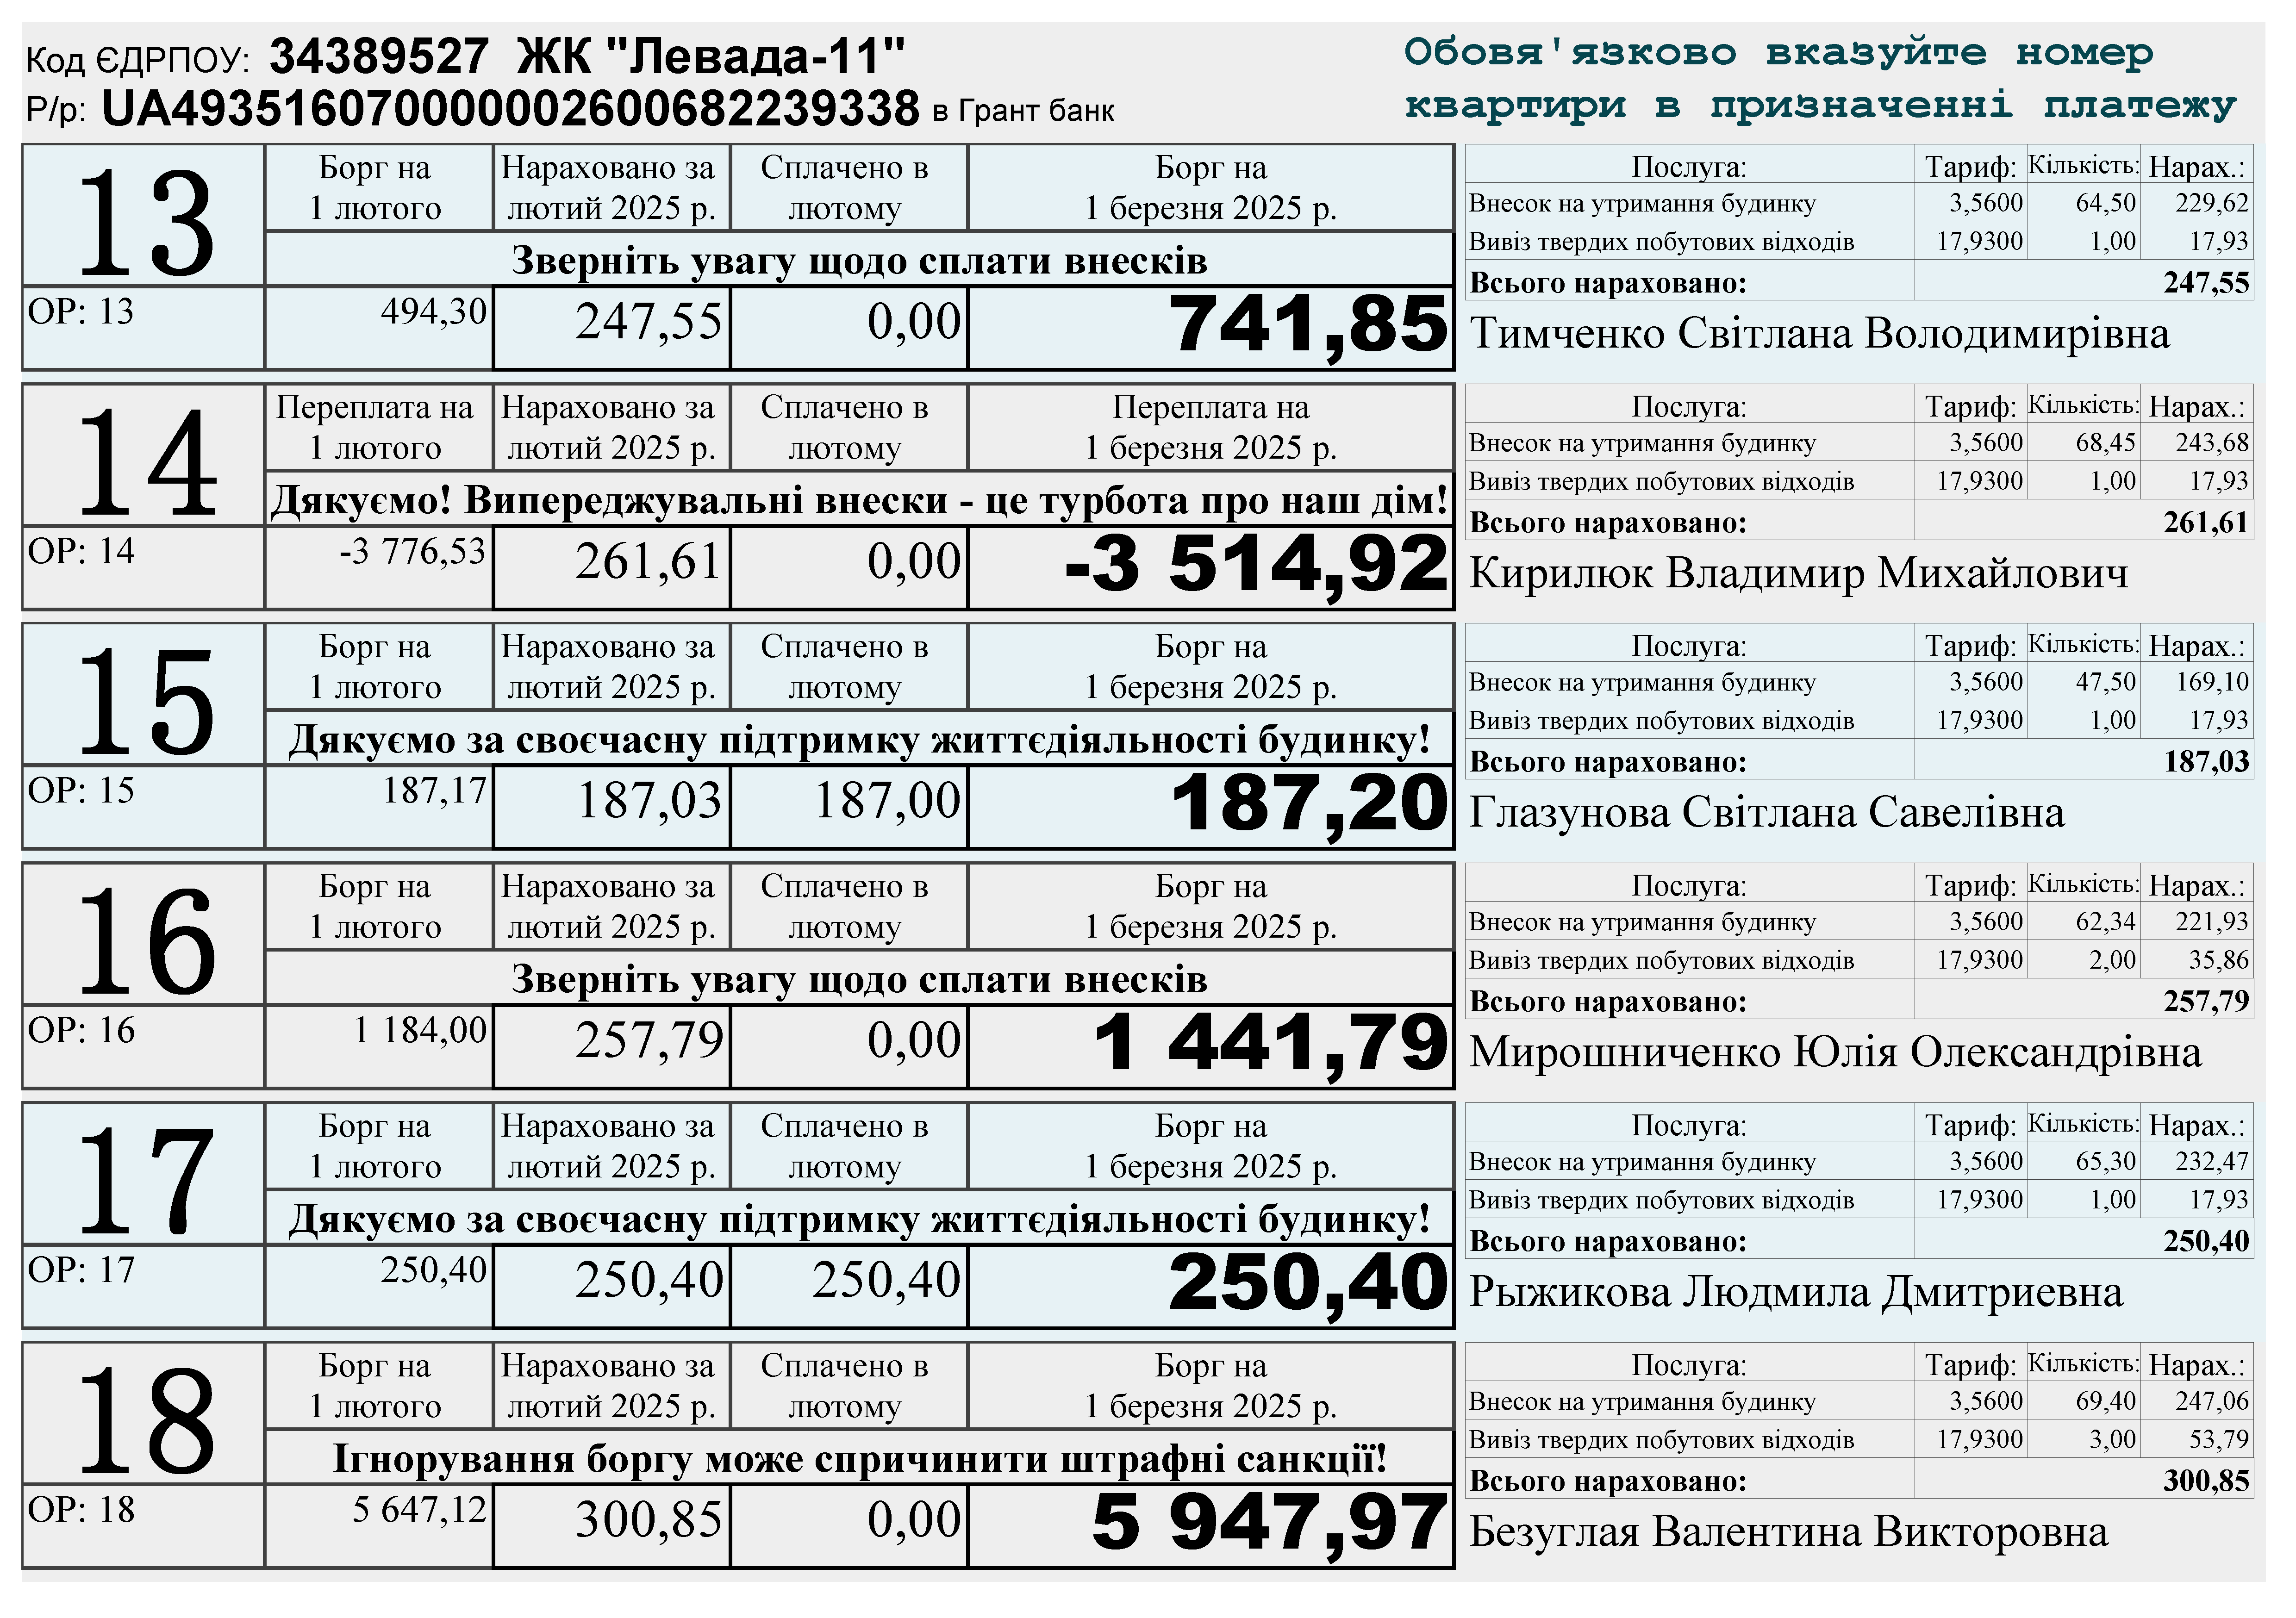 Код ЄДРПОУ: 34389527 ЖК "Левада-11"
Р/р: UA493516070000002600682239338 в Грант банк
Обовя'язково вказуйте номер
квартири в призначенні платежу
13
Борг на
1 лютого
Нараховано за
лютий 2025 р.
Сплачено в
лютому
Борг на
1 березня 2025 р.
Зверніть увагу щодо сплати внесків
ОР: 13 494,30 247,55 0,00 741,85
Послуга: Тариф: Кількість: Нарах.:
Внесок на утримання будинку 3,5600 64,50 229,62
Вивіз твердих побутових відходів 17,9300 1,00 17,93
Всього нараховано: 247,55
Тимченко Світлана Володимирівна
14
Переплата на
1 лютого
Нараховано за
лютий 2025 р.
Сплачено в
лютому
Переплата на
1 березня 2025 р.
Дякуємо! Випереджувальні внески - це турбота про наш дім!
ОР: 14 -3 776,53 261,61 0,00 -3 514,92
Послуга: Тариф: Кількість: Нарах.:
Внесок на утримання будинку 3,5600 68,45 243,68
Вивіз твердих побутових відходів 17,9300 1,00 17,93
Всього нараховано: 261,61
Кирилюк Владимир Михайлович
15
Борг на
1 лютого
Нараховано за
лютий 2025 р.
Сплачено в
лютому
Борг на
1 березня 2025 р.
Дякуємо за своєчасну підтримку життєдіяльності будинку!
ОР: 15 187,17 187,03 187,00 187,20
Послуга: Тариф: Кількість: Нарах.:
Внесок на утримання будинку 3,5600 47,50 169,10
Вивіз твердих побутових відходів 17,9300 1,00 17,93
Всього нараховано: 187,03
Глазунова Світлана Савелівна
16
Борг на
1 лютого
Нараховано за
лютий 2025 р.
Сплачено в
лютому
Борг на
1 березня 2025 р.
Зверніть увагу щодо сплати внесків
ОР: 16 1 184,00 257,79 0,00 1 441,79
Послуга: Тариф: Кількість: Нарах.:
Внесок на утримання будинку 3,5600 62,34 221,93
Вивіз твердих побутових відходів 17,9300 2,00 35,86
Всього нараховано: 257,79
Мирошниченко Юлія Олександрівна
17
Борг на
1 лютого
Нараховано за
лютий 2025 р.
Сплачено в
лютому
Борг на
1 березня 2025 р.
Дякуємо за своєчасну підтримку життєдіяльності будинку!
ОР: 17 250,40 250,40 250,40 250,40
Послуга: Тариф: Кількість: Нарах.:
Внесок на утримання будинку 3,5600 65,30 232,47
Вивіз твердих побутових відходів 17,9300 1,00 17,93
Всього нараховано: 250,40
Рыжикова Людмила Дмитриевна
18
Борг на
1 лютого
Нараховано за
лютий 2025 р.
Сплачено в
лютому
Борг на
1 березня 2025 р.
Ігнорування боргу може спричинити штрафні санкції!
ОР: 18 5 647,12 300,85 0,00 5 947,97
Послуга: Тариф: Кількість: Нарах.:
Внесок на утримання будинку 3,5600 69,40 247,06
Вивіз твердих побутових відходів 17,9300 3,00 53,79
Всього нараховано: 300,85
Безуглая Валентина Викторовна